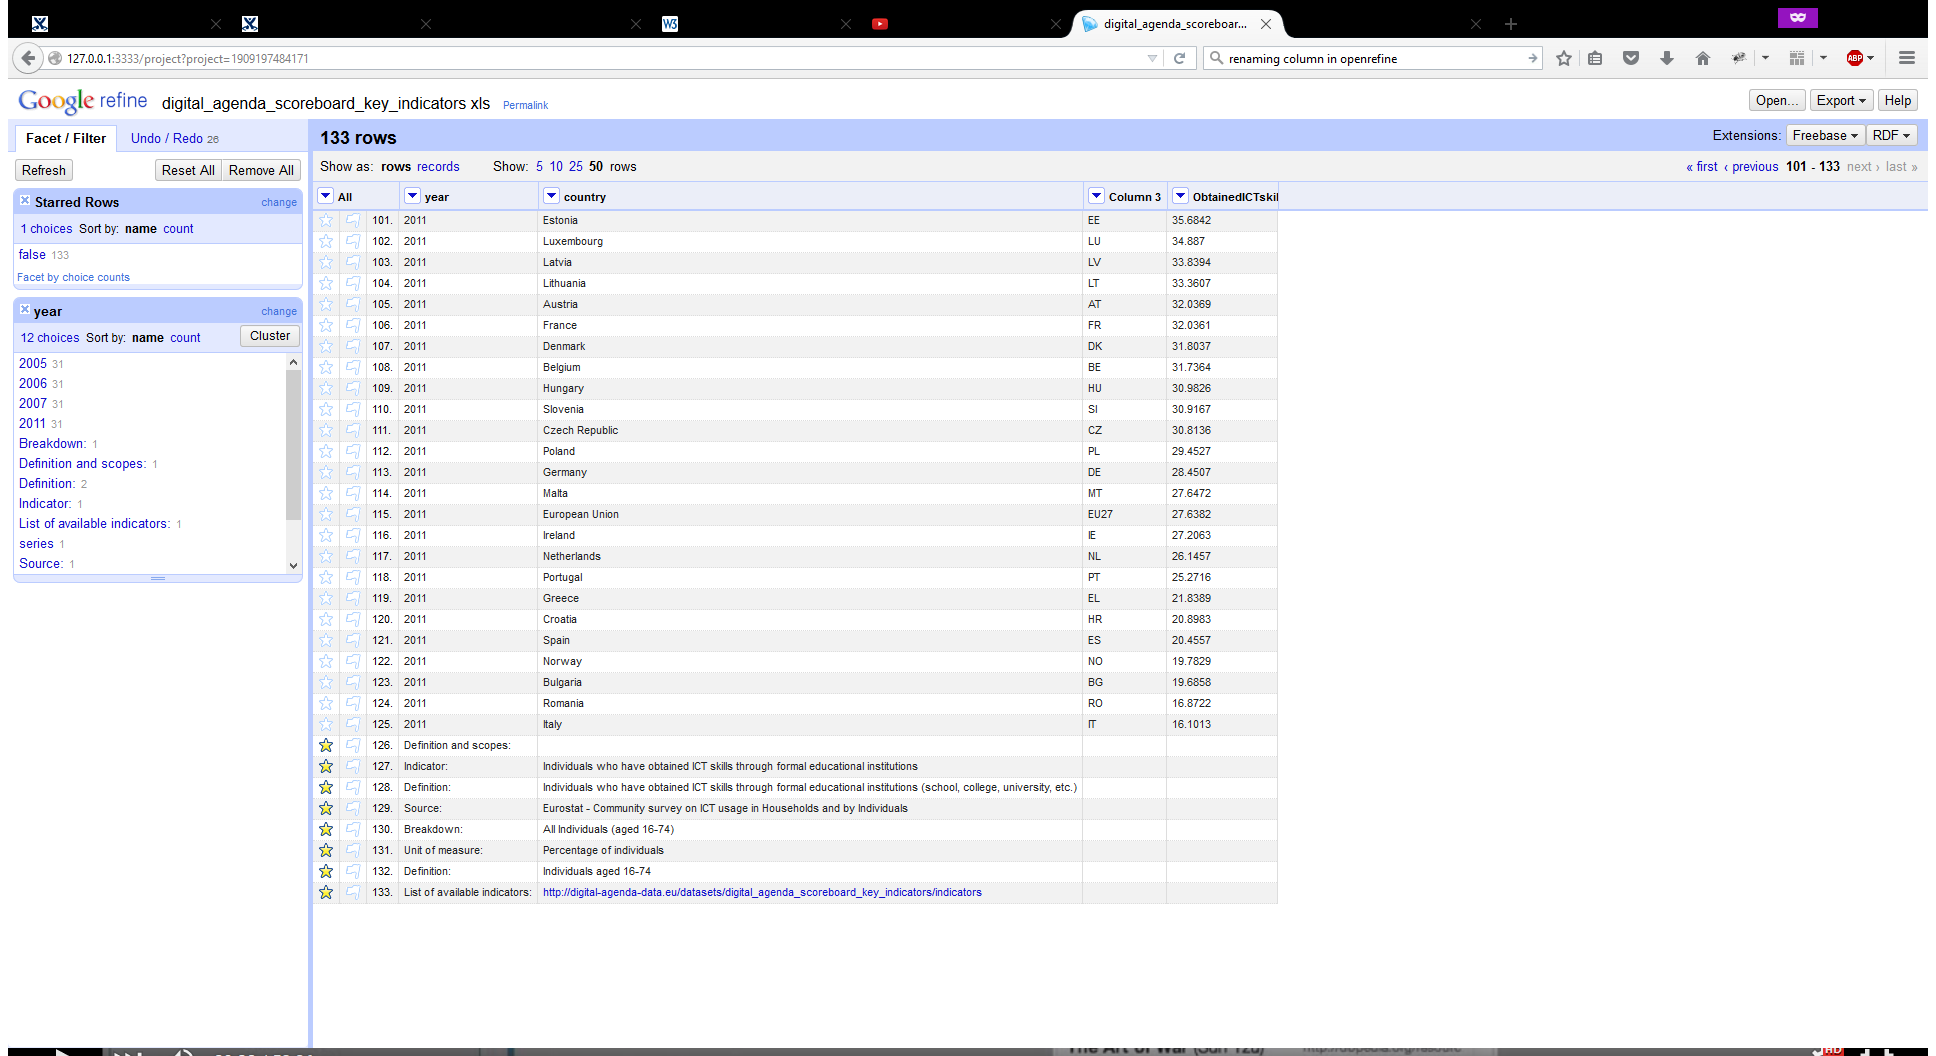 W3
digital_agenda_scoreboar...
127.0.0.1:3333/project?project=1909197484171
renaming column in openrefine
ABP
Google refine digital_agenda_scoreboard_key_indicators xls Permalink
Open... Export Help
Facet / Filter Undo / Redo 26
133 rows
Extensions: Freebase RDF
Refresh Reset All Remove All
Show as: rows records Show: 5 10 25 50 rows
« first ‹ previous 101 - 133 next › last »
Starred Rows change
1 choices Sort by: name count
false 133
Facet by choice counts
year change
12 choices Sort by: name count Cluster
2005 31
2006 31
2007 31
2011 31
Breakdown: 1
Definition and scopes: 1
Definition: 2
Indicator: 1
List of available indicators: 1
series 1
Source: 1
All year country Column 3 ObtainedICTskil
101. 2011 Estonia EE 35.6842
102. 2011 Luxembourg LU 34.887
103. 2011 Latvia LV 33.8394
104. 2011 Lithuania LT 33.3607
105. 2011 Austria AT 32.0369
106. 2011 France FR 32.0361
107. 2011 Denmark DK 31.8037
108. 2011 Belgium BE 31.7364
109. 2011 Hungary HU 30.9826
110. 2011 Slovenia SI 30.9167
111. 2011 Czech Republic CZ 30.8136
112. 2011 Poland PL 29.4527
113. 2011 Germany DE 28.4507
114. 2011 Malta MT 27.6472
115. 2011 European Union EU27 27.6382
116. 2011 Ireland IE 27.2063
117. 2011 Netherlands NL 26.1457
118. 2011 Portugal PT 25.2716
119. 2011 Greece EL 21.8389
120. 2011 Croatia HR 20.8983
121. 2011 Spain ES 20.4557
122. 2011 Norway NO 19.7829
123. 2011 Bulgaria BG 19.6858
124. 2011 Romania RO 16.8722
125. 2011 Italy IT 16.1013
126. Definition and scopes:
127. Indicator: Individuals who have obtained ICT skills through formal educational institutions
128. Definition: Individuals who have obtained ICT skills through formal educational institutions (school, college, university, etc.)
129. Source: Eurostat - Community survey on ICT usage in Households and by Individuals
130. Breakdown: All Individuals (aged 16-74)
131. Unit of measure: Percentage of individuals
132. Definition: Individuals aged 16-74
133. List of available indicators: http://digital-agenda-data.eu/datasets/digital_agenda_scoreboard_key_indicators/indicators
HD